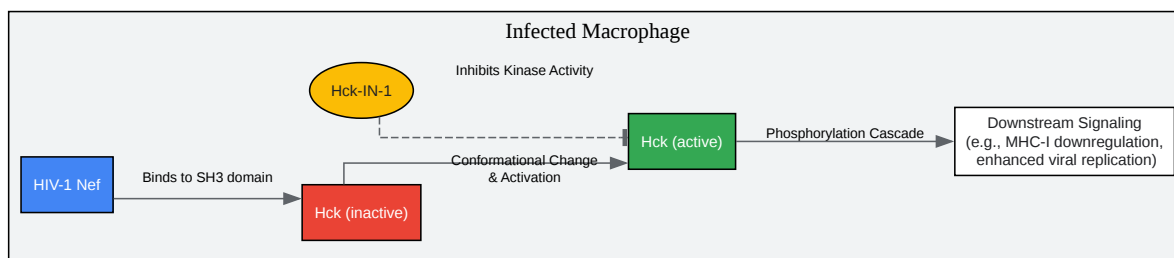 Infected Macrophage
Inhibits Kinase Activity
Hck-IN-1
Hck (active)
Phosphorylation Cascade
Downstream Signaling
(e.g., MHC-I downregulation,
enhanced viral replication)
Conformational Change
& Activation
HIV-1 Nef
Binds to SH3 domain
Hck (inactive)